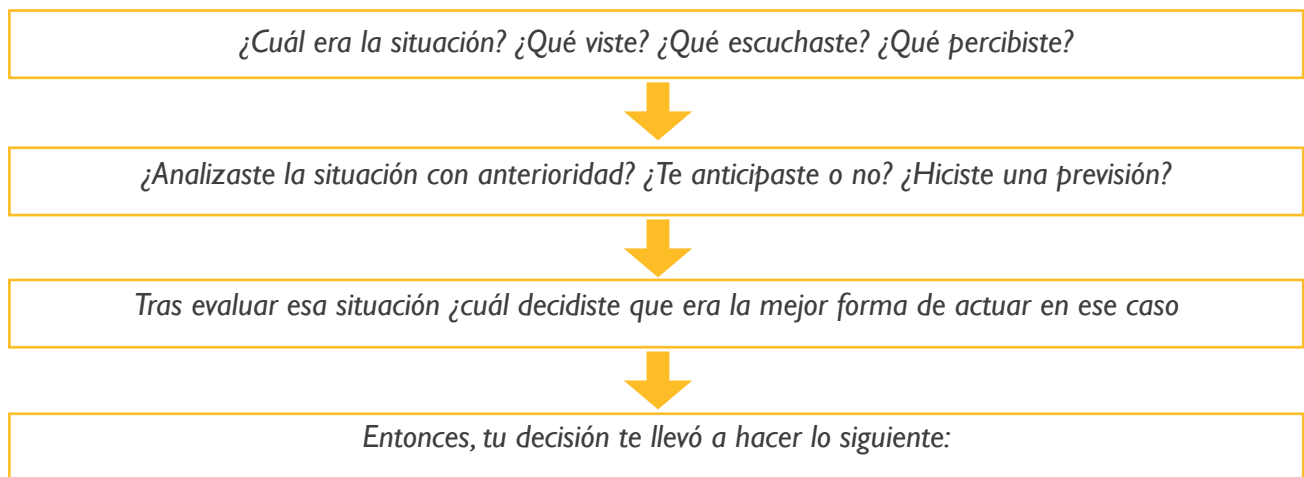 ¿Cuál era la situación? ¿Qué viste? ¿Qué escuchaste? ¿Qué percibiste?
¿Analizaste la situación con anterioridad? ¿Te anticipaste o no? ¿Hiciste una previsión?
Tras evaluar esa situación ¿cuál decidiste que era la mejor forma de actuar en ese caso
Entonces, tu decisión te llevó a hacer lo siguiente: